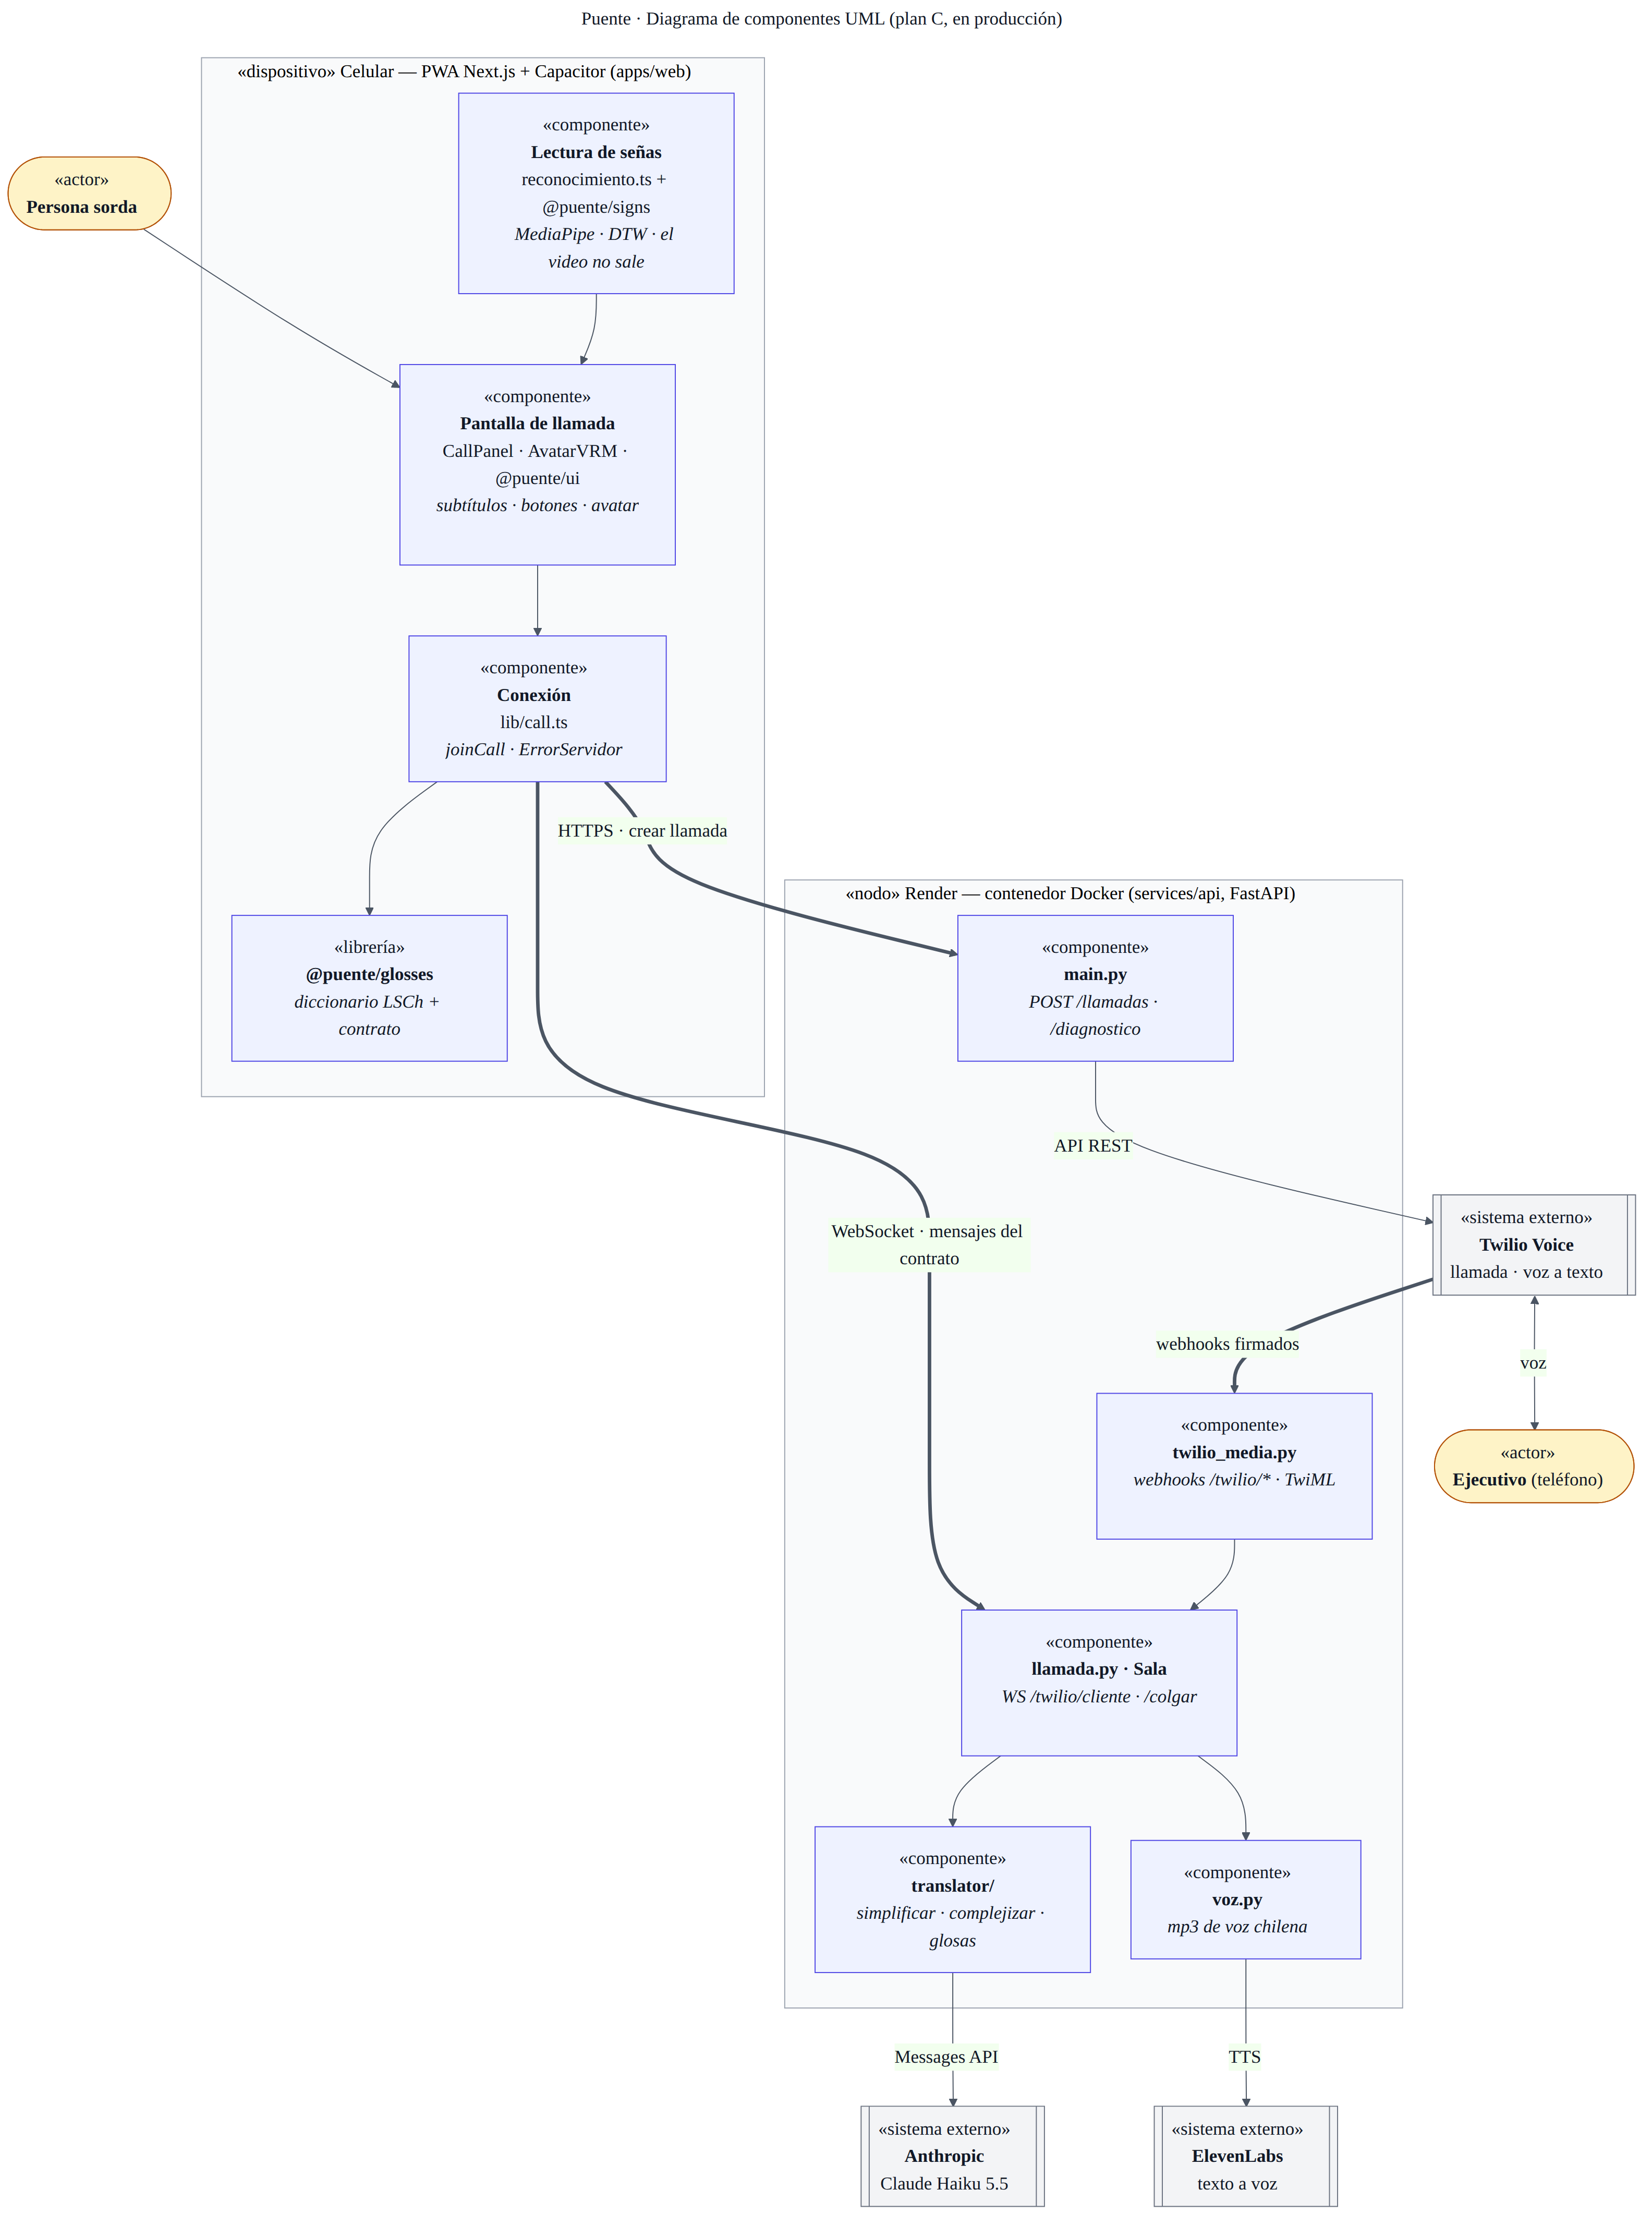 Puente · Diagrama de componentes UML (plan C, en producción)
«dispositivo» Celular — PWA Next.js + Capacitor (apps/web)
«componente»
Lectura de señas
reconocimiento.ts +
@puente/signs
MediaPipe · DTW · el
video no sale
«actor»
Persona sorda
«componente»
Pantalla de llamada
CallPanel · AvatarVRM ·
@puente/ui
subtítulos · botones · avatar
«componente»
Conexión
lib/call.ts
joinCall · ErrorServidor
HTTPS · crear llamada
«nodo» Render — contenedor Docker (services/api, FastAPI)
«librería»
@puente/glosses
diccionario LSCh +
contrato
«componente»
main.py
POST /llamadas ·
/diagnostico
API REST
WebSocket · mensajes del
contrato
«sistema externo»
Twilio Voice
llamada · voz a texto
webhooks firmados
voz
«componente»
twilio_media.py
webhooks /twilio/* · TwiML
«actor»
Ejecutivo (teléfono)
«componente»
llamada.py · Sala
WS /twilio/cliente · /colgar
«componente»
translator/
simplificar · complejizar ·
glosas
«componente»
voz.py
mp3 de voz chilena
Messages API
TTS
«sistema externo»
Anthropic
Claude Haiku 5.5
«sistema externo»
ElevenLabs
texto a voz